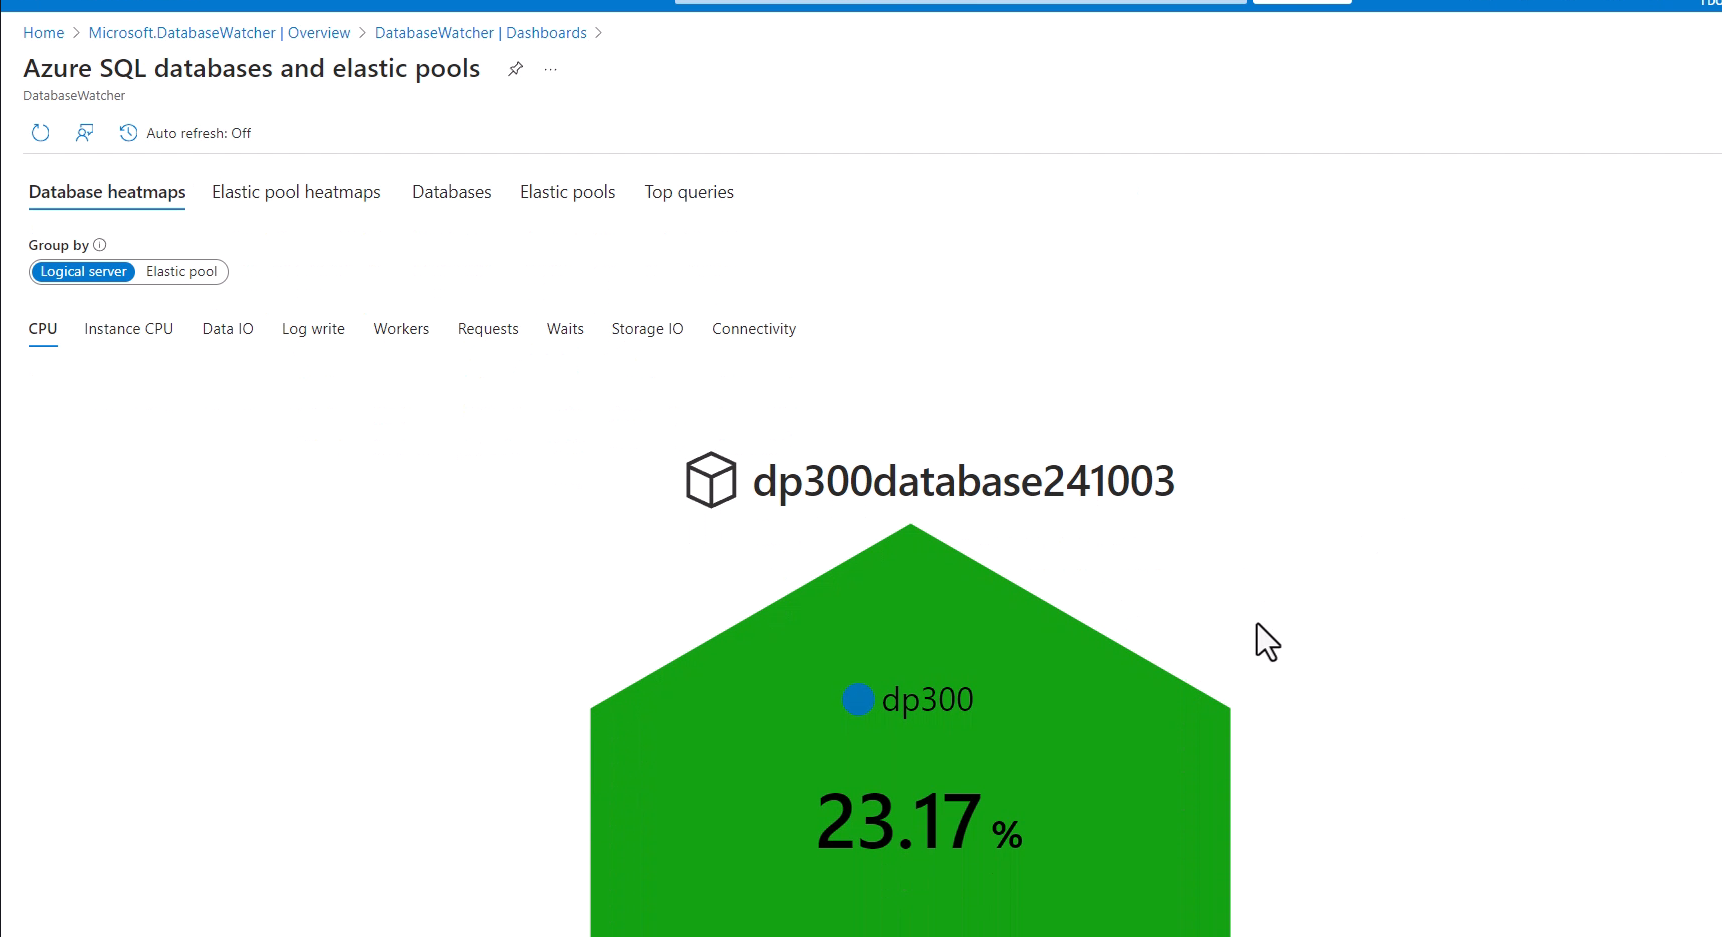 Home > Microsoft.DatabaseWatcher | Overview > DatabaseWatcher | Dashboards >
Azure SQL databases and elastic pools
DatabaseWatcher
Auto refresh: Off
Database heatmaps Elastic pool heatmaps Databases Elastic pools Top queries
Group by
Logical server Elastic pool
CPU Instance CPU Data IO Log write Workers Requests Waits Storage IO Connectivity
dp300database241003
dp300
23.17 %